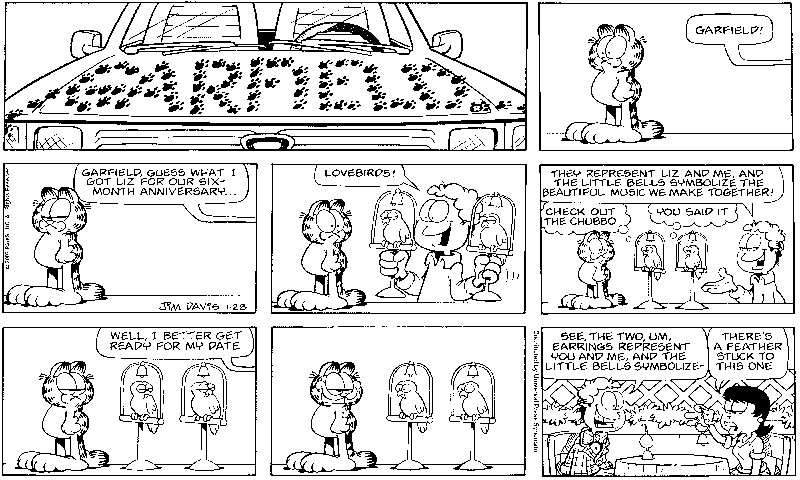 GARFIELD
GARFIELD!
GARFIELD, GUESS WHAT I
GOT LIZ FOR OUR SIX-
MONTH ANNIVERSARY...
JIM DAVIS 1-28
LOVEBIRDS!
THEY REPRESENT LIZ AND ME, AND
THE LITTLE BELLS SYMBOLIZE THE
BEAUTIFUL MUSIC WE MAKE TOGETHER!
CHECK OUT
THE CHUBBO
YOU SAID IT
WELL, I BETTER GET
READY FOR MY DATE
SEE, THE TWO, UM,
EARRINGS REPRESENT
YOU AND ME, AND THE
LITTLE BELLS SYMBOLIZE-
THERE'S
A FEATHER
STUCK TO
THIS ONE